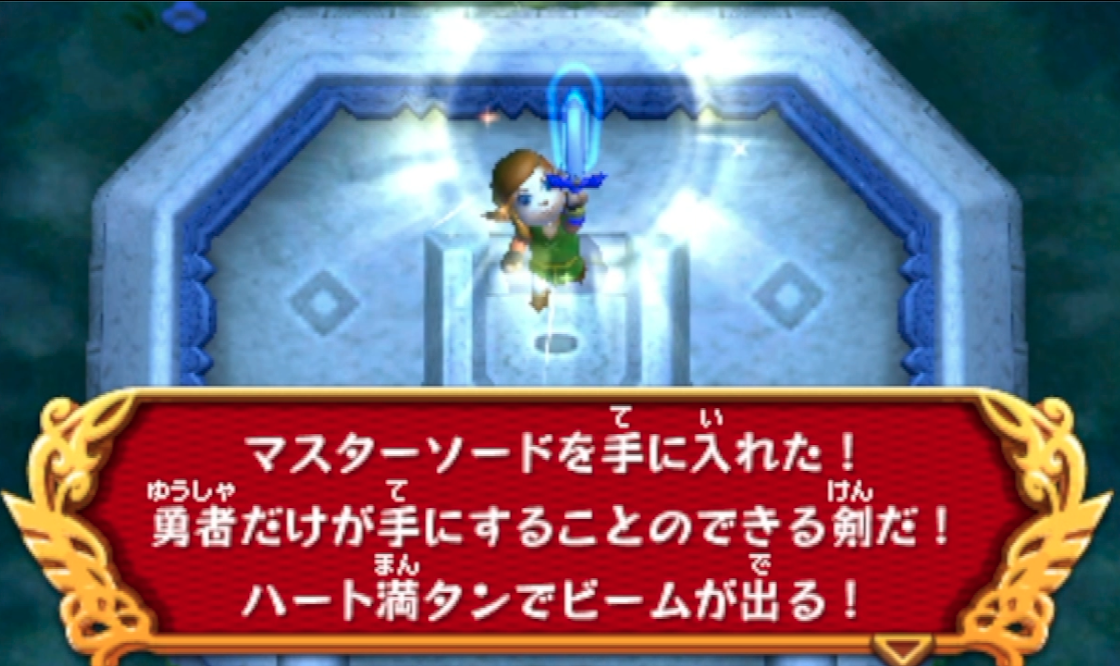 マスターソードを手に入れた！
勇者だけが手にすることのできる剣だ！
ハート満タンでビームが出る！